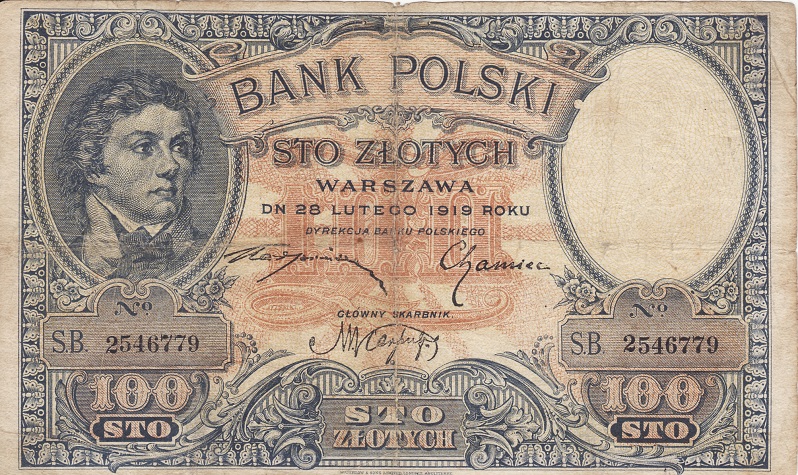 BANK POLSKI
STO ZŁOTYCH
WARSZAWA
DN 28 LUTEGO 1919 ROKU
DYREKCJA BANKU POLSKIEGO
Chamiec
GŁÓWNY SKARBNIK.
No No
S.B. 2546779 S.B. 2546779
100 100
STO STO
STO
ZŁOTYCH